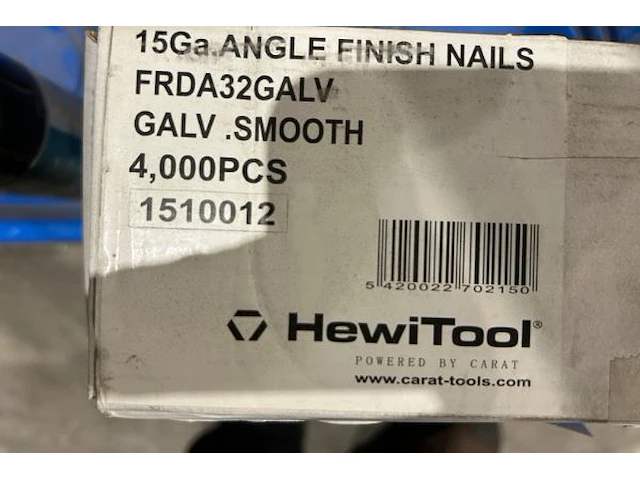 15Ga.ANGLE FINISH NAILS
FRDA32GALV
GALV .SMOOTH
4,000PCS
1510012
5 420022 702150
HewiTool®
POWERED BY CARAT
www.carat-tools.com